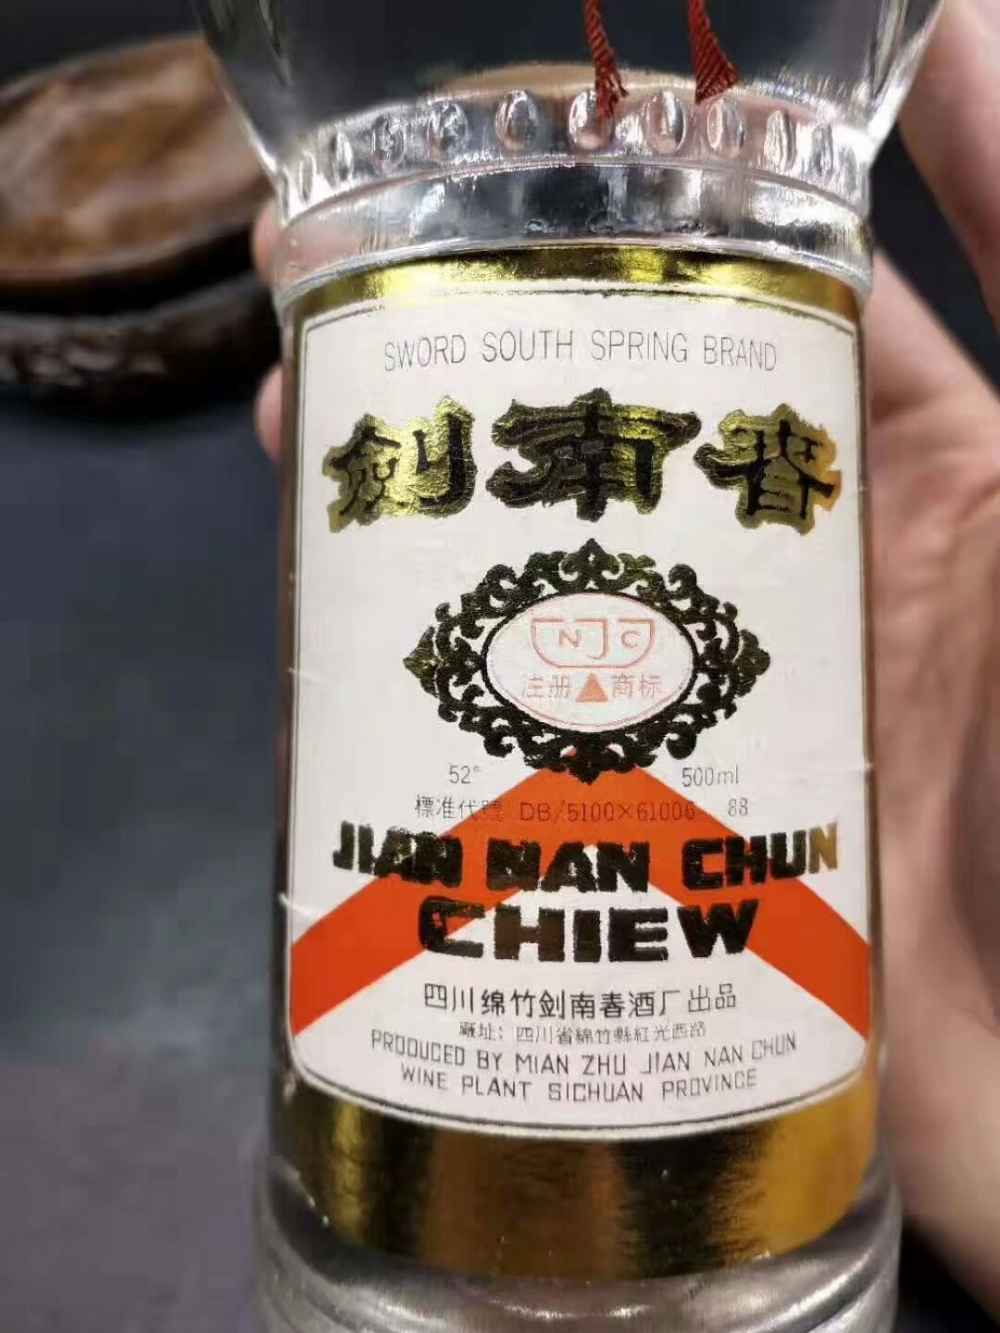 SWORD SOUTH SPRING BRAND
剑南春
NJC
注册▲商标
52° 500ml
標准代號 DB/5100×61006 88
JIAN NAN CHUN
CHIEW
四川绵竹剑南春酒厂出品
廠址：四川省綿竹縣紅光西路
PRODUCED BY MIAN ZHU JIAN NAN CHUN
WINE PLANT SICHUAN PROVINCE